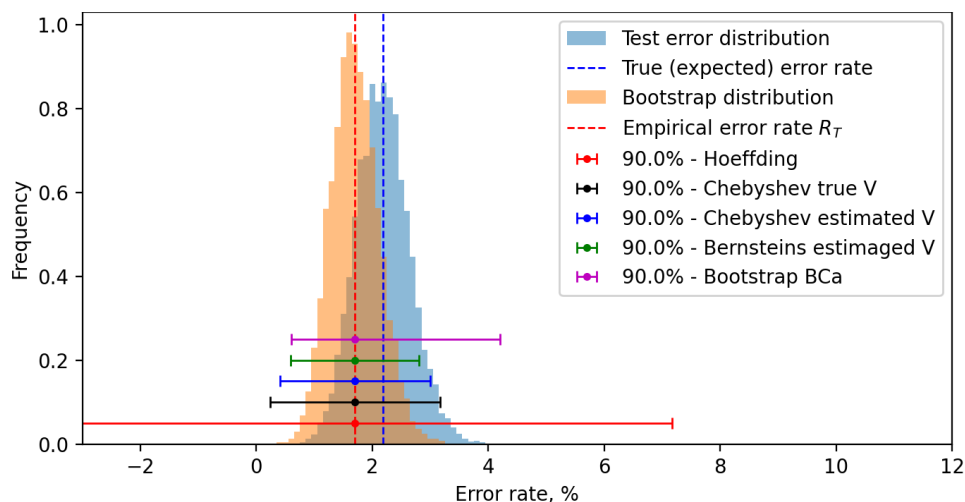 1.0
0.8
0.6
0.4
0.2
0.0
Frequency
Test error distribution
True (expected) error rate
Bootstrap distribution
Empirical error rate R_T
90.0% - Hoeffding
90.0% - Chebyshev true V
90.0% - Chebyshev estimated V
90.0% - Bernsteins estimaged V
90.0% - Bootstrap BCa
−2 0 2 4 6 8 10 12
Error rate, %